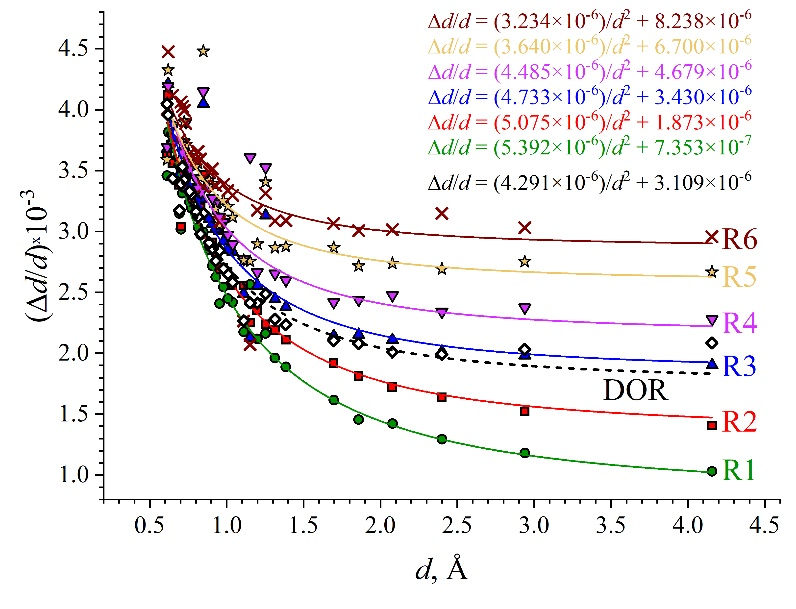 Δd/d = (3.234×10⁻⁶)/d² + 8.238×10⁻⁶
Δd/d = (3.640×10⁻⁶)/d² + 6.700×10⁻⁶
Δd/d = (4.485×10⁻⁶)/d² + 4.679×10⁻⁶
Δd/d = (4.733×10⁻⁶)/d² + 3.430×10⁻⁶
Δd/d = (5.075×10⁻⁶)/d² + 1.873×10⁻⁶
Δd/d = (5.392×10⁻⁶)/d² + 7.353×10⁻⁷
Δd/d = (4.291×10⁻⁶)/d² + 3.109×10⁻⁶
(Δd/d)×10⁻³
4.5
4.0
3.5
3.0
2.5
2.0
1.5
1.0
R6
R5
R4
R3
DOR
R2
R1
0.5 1.0 1.5 2.0 2.5 3.0 3.5 4.0 4.5
d, Å